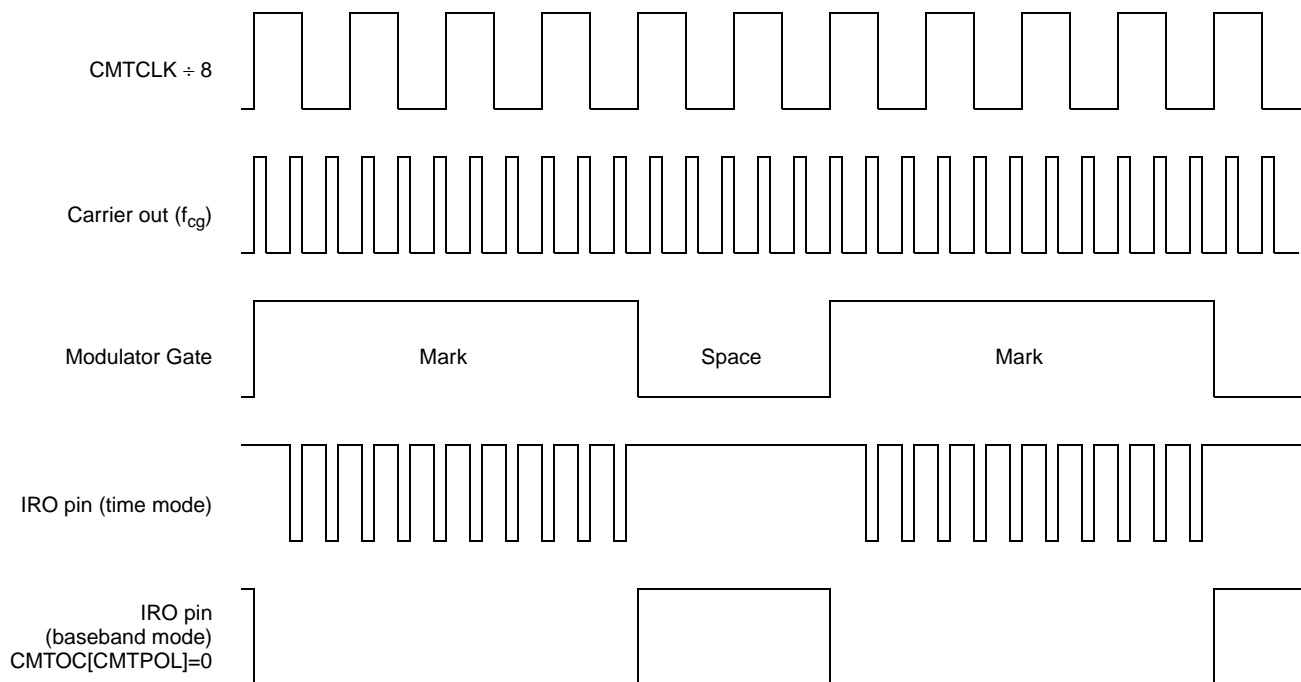 CMTCLK ÷ 8
Carrier out (fcg)
Modulator Gate
Mark
Space
Mark
IRO pin (time mode)
IRO pin
(baseband mode)
CMTOC[CMTPOL]=0